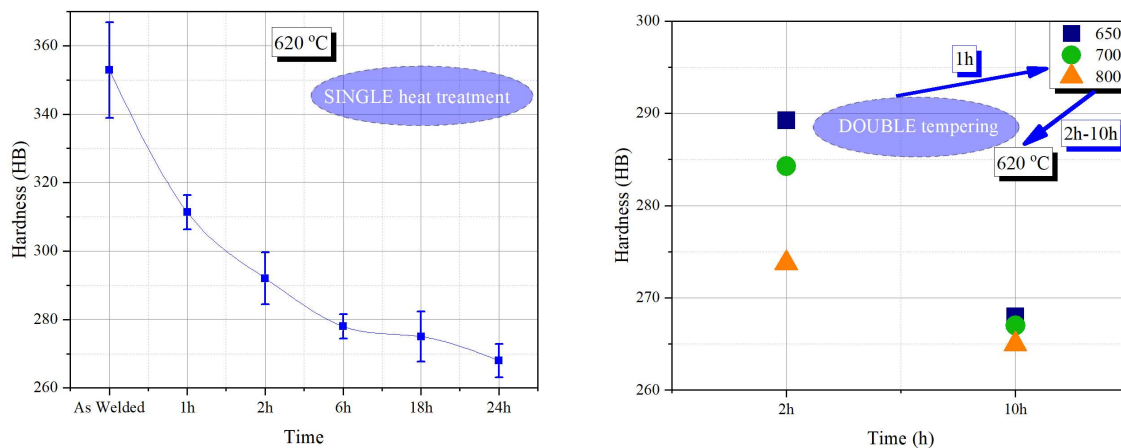 Hardness (HB)
360
340
320
310
300
280
260
620 °C
SINGLE heat treatment
As Welded
1h
2h
6h
18h
24h
Time
Hardness (HB)
300
290
280
270
260
650
700
800
1h
DOUBLE tempering
2h-10h
620 °C
2h
10h
Time (h)